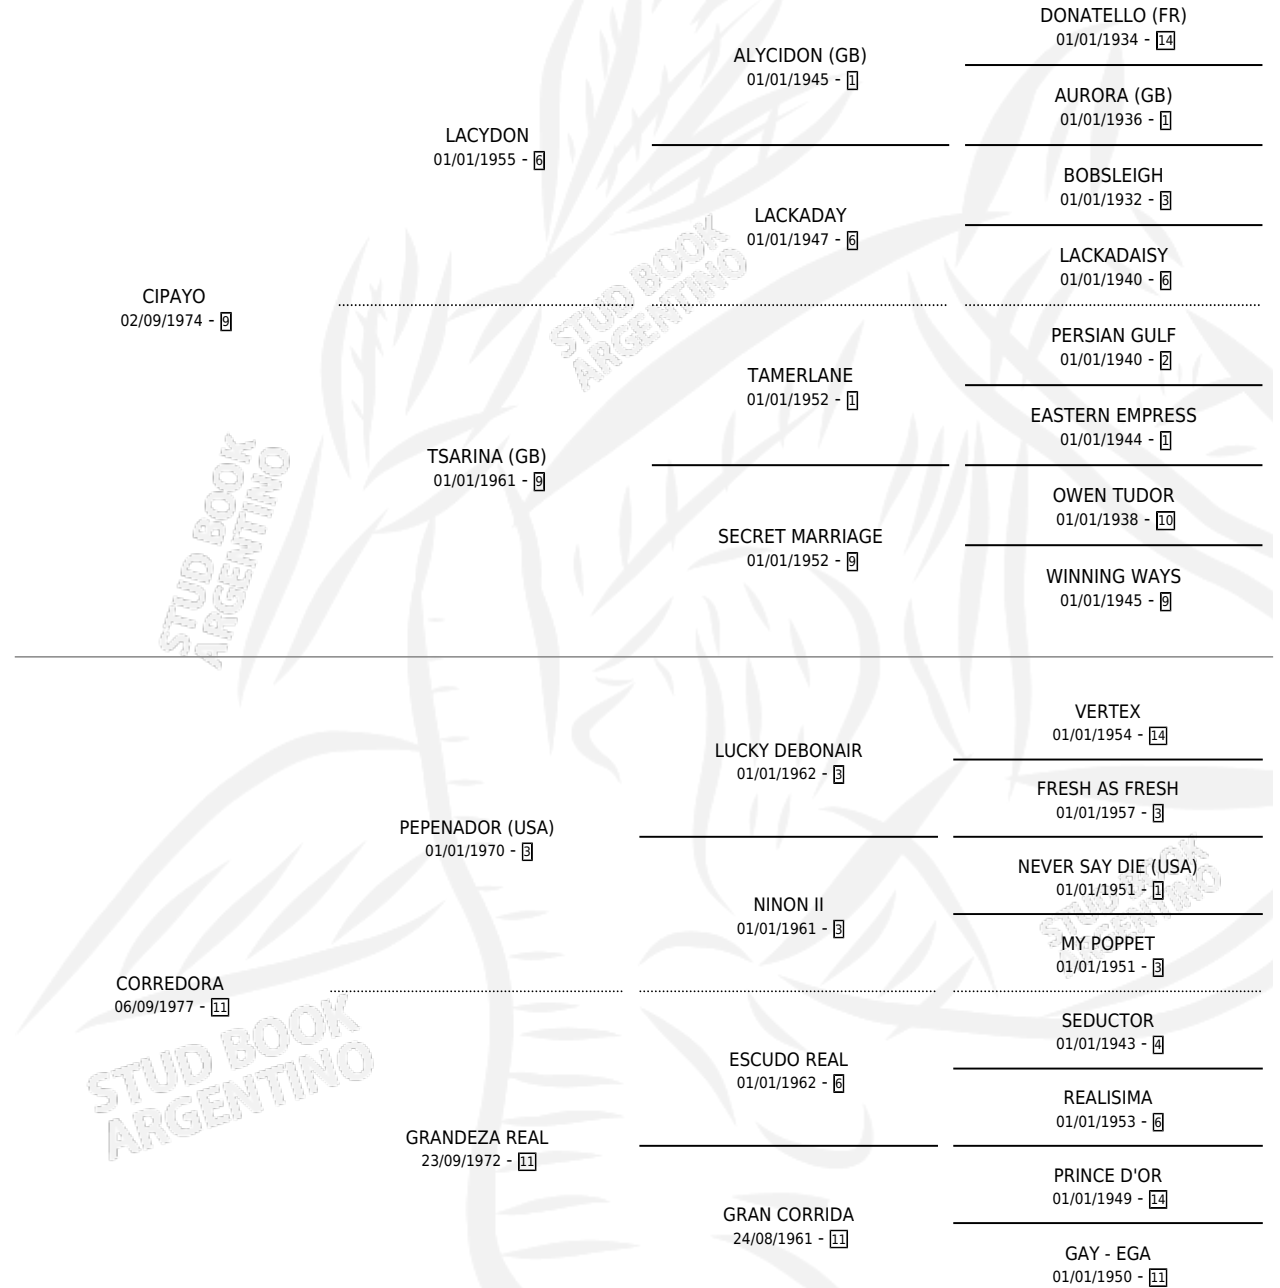 DONATELLO (FR)
01/01/1934 - 14
ALYCIDON (GB)
01/01/1945 - 1
AURORA (GB)
01/01/1936 - 1
LACYDON
01/01/1955 - 6
BOBSLEIGH
01/01/1932 - 3
LACKADAY
01/01/1947 - 6
LACKADAISY
01/01/1940 - 6
CIPAYO
02/09/1974 - 9
PERSIAN GULF
01/01/1940 - 2
TAMERLANE
01/01/1952 - 1
EASTERN EMPRESS
01/01/1944 - 1
TSARINA (GB)
01/01/1961 - 9
OWEN TUDOR
01/01/1938 - 10
SECRET MARRIAGE
01/01/1952 - 9
WINNING WAYS
01/01/1945 - 9
VERTEX
01/01/1954 - 14
LUCKY DEBONAIR
01/01/1962 - 3
FRESH AS FRESH
01/01/1957 - 3
PEPENADOR (USA)
01/01/1970 - 3
NEVER SAY DIE (USA)
01/01/1951 - 1
NINON II
01/01/1961 - 3
MY POPPET
01/01/1951 - 3
CORREDORA
06/09/1977 - 11
SEDUCTOR
01/01/1943 - 4
ESCUDO REAL
01/01/1962 - 6
REALISIMA
01/01/1953 - 6
GRANDEZA REAL
23/09/1972 - 11
PRINCE D'OR
01/01/1949 - 14
GRAN CORRIDA
24/08/1961 - 11
GAY - EGA
01/01/1950 - 11
STUD BOOK
ARGENTINO
STUD BOOK
ARGENTINO
STUD BOOK
ARGENTINO
STUD BOOK
ARGENTINO